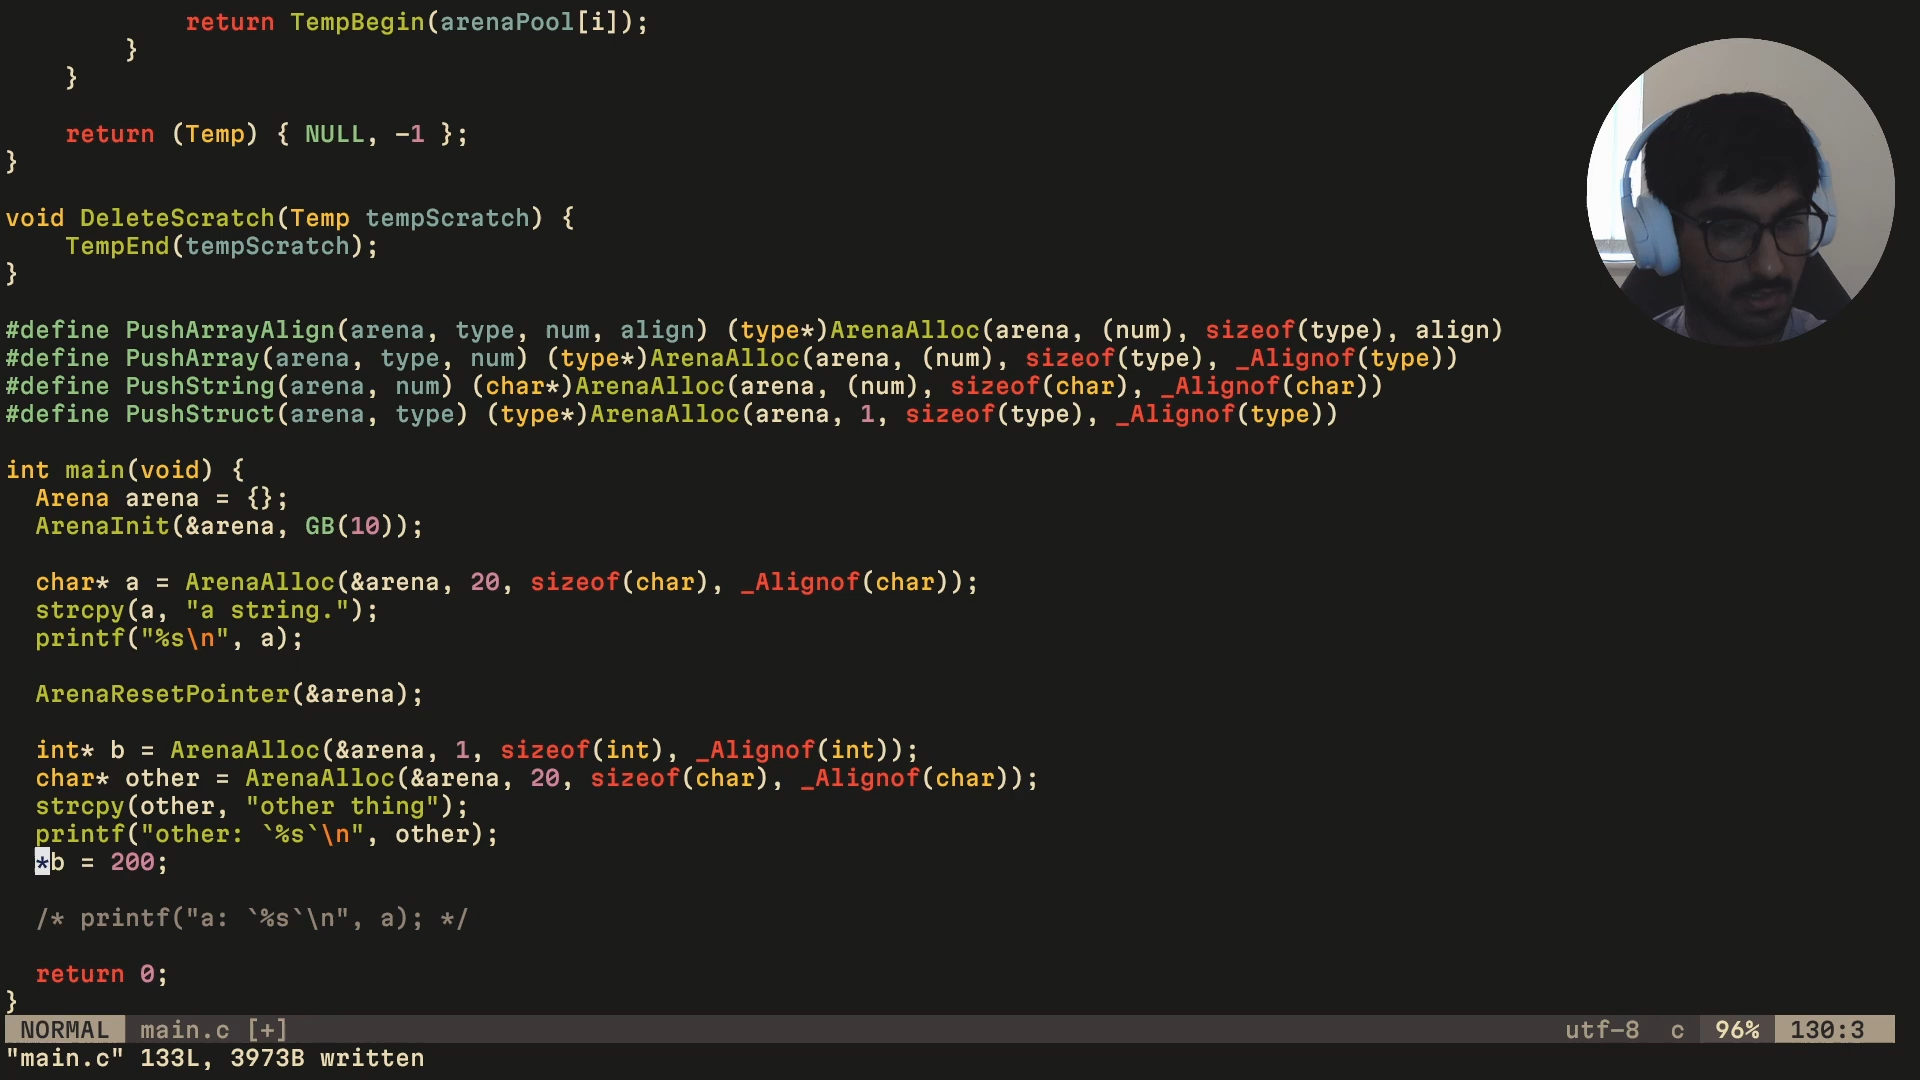 return TempBegin(arenaPool[i]);
        }
    }

    return (Temp) { NULL, -1 };
}

void DeleteScratch(Temp tempScratch) {
    TempEnd(tempScratch);
}

#define PushArrayAlign(arena, type, num, align) (type*)ArenaAlloc(arena, (num), sizeof(type), align)
#define PushArray(arena, type, num) (type*)ArenaAlloc(arena, (num), sizeof(type), _Alignof(type))
#define PushString(arena, num) (char*)ArenaAlloc(arena, (num), sizeof(char), _Alignof(char))
#define PushStruct(arena, type) (type*)ArenaAlloc(arena, 1, sizeof(type), _Alignof(type))

int main(void) {
  Arena arena = {};
  ArenaInit(&arena, GB(10));

  char* a = ArenaAlloc(&arena, 20, sizeof(char), _Alignof(char));
  strcpy(a, "a string.");
  printf("%s\n", a);

  ArenaResetPointer(&arena);

  int* b = ArenaAlloc(&arena, 1, sizeof(int), _Alignof(int));
  char* other = ArenaAlloc(&arena, 20, sizeof(char), _Alignof(char));
  strcpy(other, "other thing");
  printf("other: `%s`\n", other);
  *b = 200;

  /* printf("a: `%s`\n", a); */

  return 0;
}
NORMAL main.c [+] utf-8 c 96% 130:3
"main.c" 133L, 3973B written